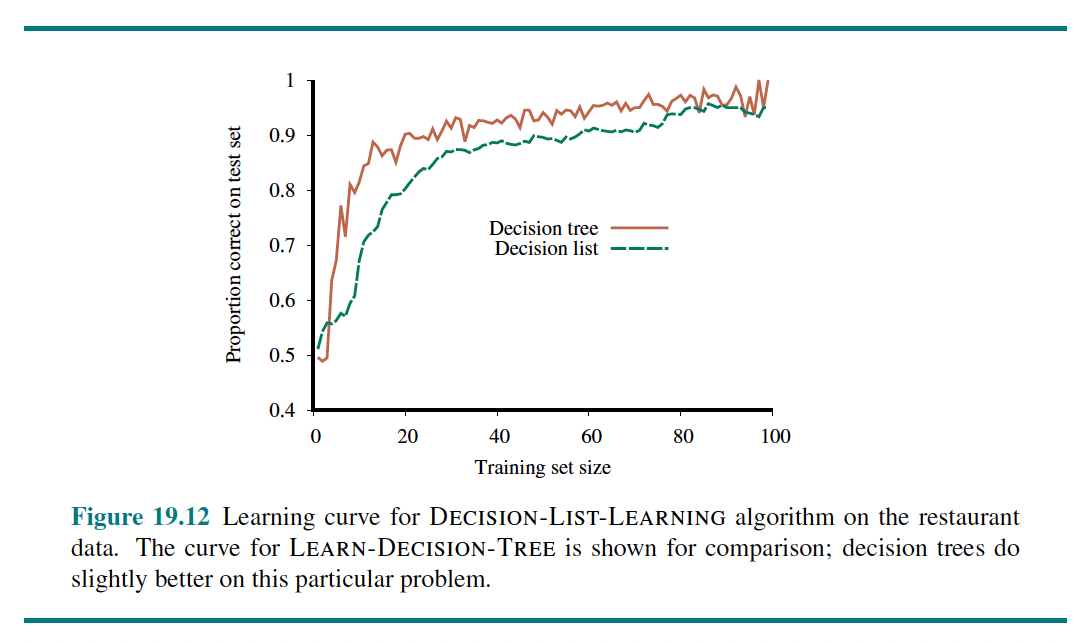 1
0.9
0.8
0.7
0.6
0.5
0.4
Proportion correct on test set
Decision tree
Decision list
0 20 40 60 80 100
Training set size
Figure 19.12 Learning curve for DECISION-LIST-LEARNING algorithm on the restaurant
data. The curve for LEARN-DECISION-TREE is shown for comparison; decision trees do
slightly better on this particular problem.